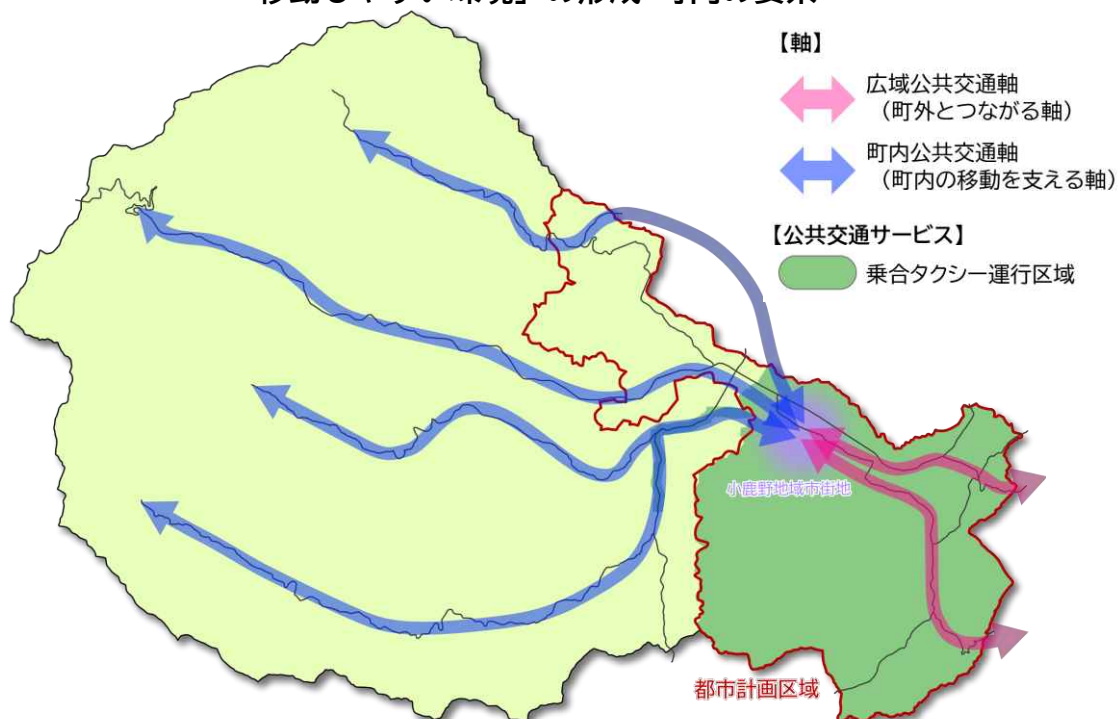 【軸】
広域公共交通軸
(町外とつながる軸)
町内公共交通軸
(町内の移動を支える軸)
【公共交通サービス】
乗合タクシー運行区域
小鹿野地域市街地
都市計画区域